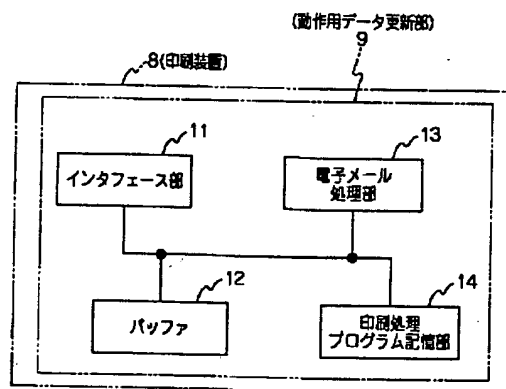 (動作用データ更新部)
9
8(印刷装置)
11
インタフェース部
13
電子メール
処理部
12
バッファ
14
印刷処理
プログラム記憶部